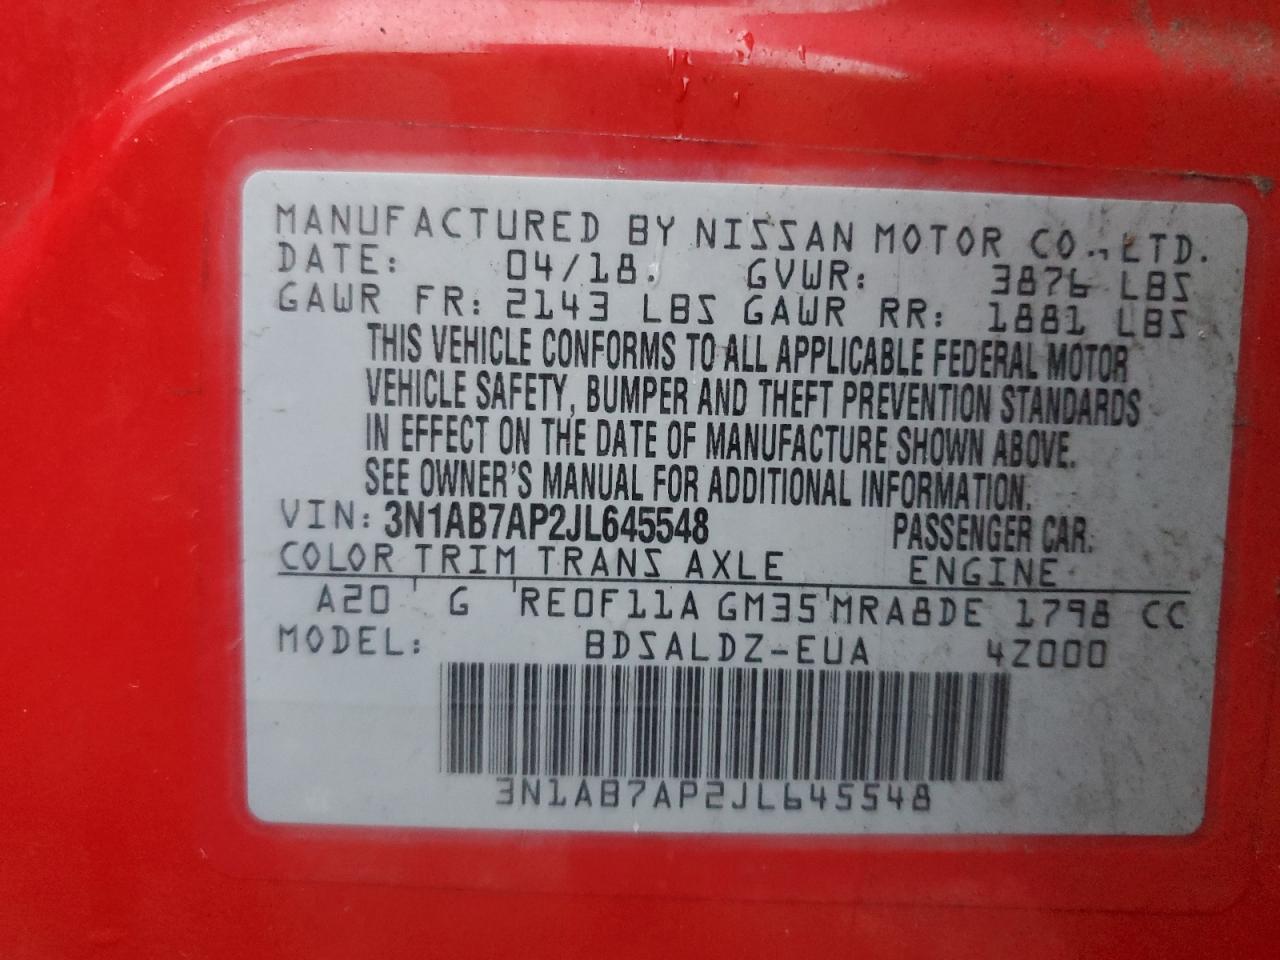 MANUFACTURED BY NISSAN MOTOR CO., LTD.
DATE: 04/18. GVWR: 3876 LBS
GAWR FR: 2143 LBS GAWR RR: 1881 LBS
THIS VEHICLE CONFORMS TO ALL APPLICABLE FEDERAL MOTOR
VEHICLE SAFETY, BUMPER AND THEFT PREVENTION STANDARDS
IN EFFECT ON THE DATE OF MANUFACTURE SHOWN ABOVE.
SEE OWNER'S MANUAL FOR ADDITIONAL INFORMATION.
VIN: 3N1AB7AP2JL645548 PASSENGER CAR.
COLOR TRIM TRANS AXLE ENGINE
A20 G RE0F11A GM35 MRA8DE 1798 CC
MODEL: BDSALDZ-EUA 4Z000
3N1AB7AP2JL645548